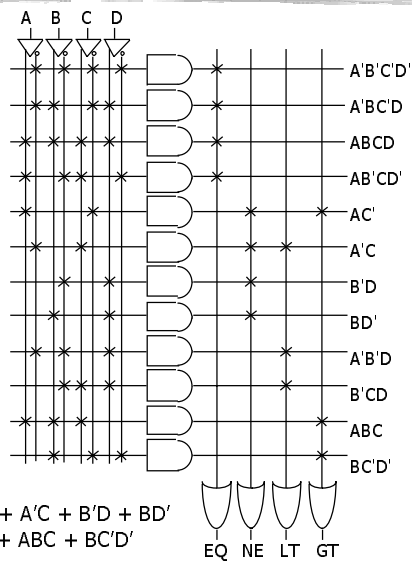 A B C D
A'B'C'D'
A'BC'D
ABCD
AB'CD'
AC'
A'C
B'D
BD'
A'B'D
B'CD
ABC
BC'D'
+ A'C + B'D + BD'
+ ABC + BC'D'
EQ NE LT GT